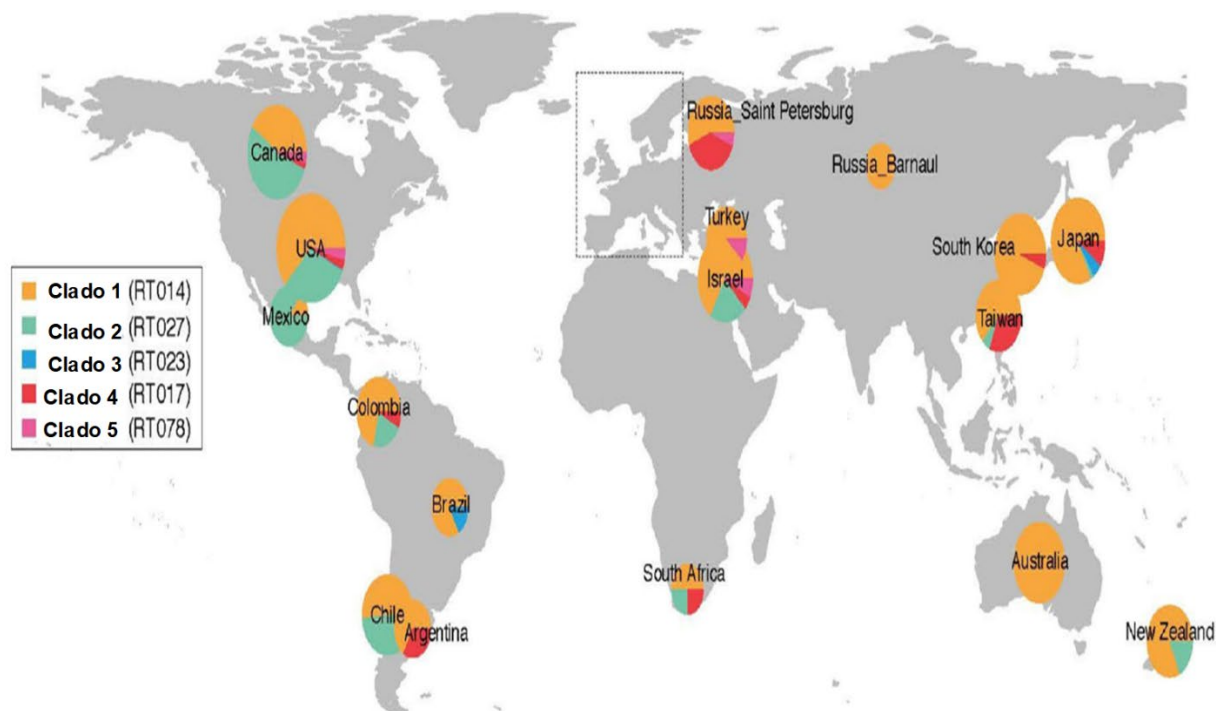 Russia_Saint Petersburg
Canada
Russia_Barnaul
Turkey
USA
South Korea
Japan
Israel
Clado 1 (RT014)
Clado 2 (RT027)
Clado 3 (RT023)
Clado 4 (RT017)
Clado 5 (RT078)
Mexico
Taiwan
Colombia
Brazil
Australia
South Africa
Chile
Argentina
New Zealand